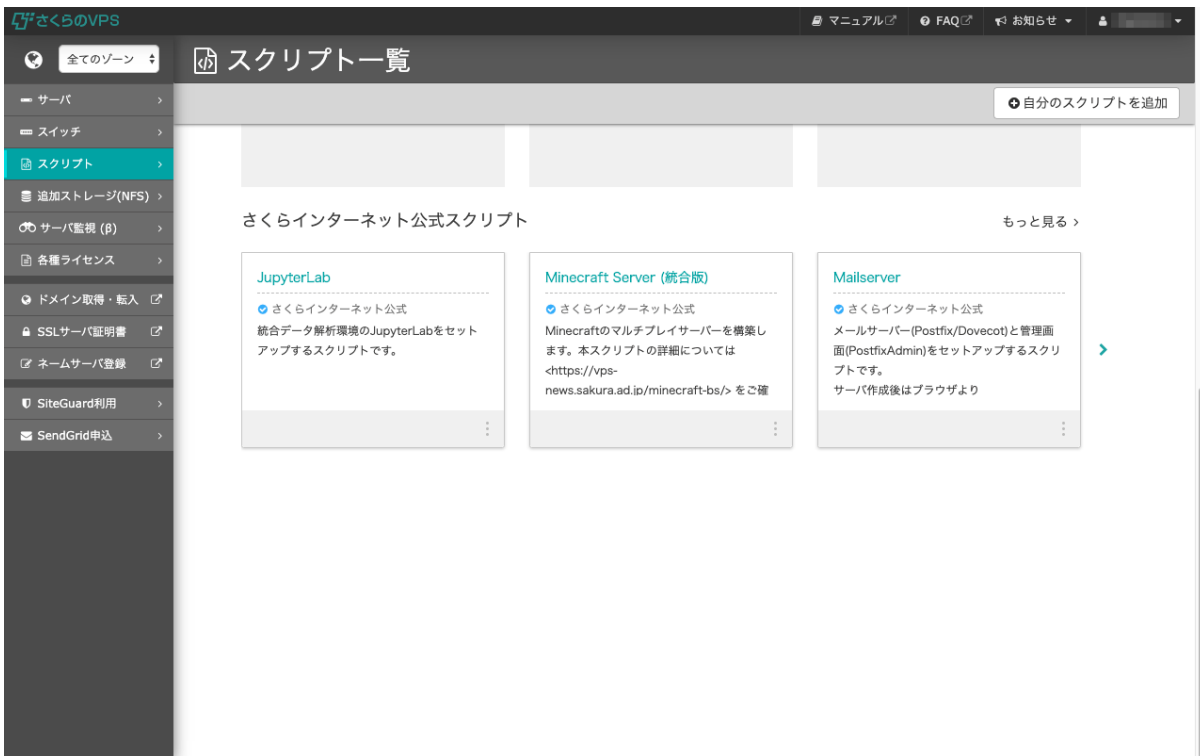 さくらのVPS
マニュアル
FAQ
お知らせ
全てのゾーン
スクリプト一覧
サーバ
スイッチ
スクリプト
追加ストレージ(NFS)
サーバ監視 (β)
各種ライセンス
ドメイン取得・転入
SSLサーバ証明書
ネームサーバ登録
SiteGuard利用
SendGrid申込
自分のスクリプトを追加
さくらインターネット公式スクリプト
もっと見る
JupyterLab
さくらインターネット公式
統合データ解析環境のJupyterLabをセット
アップするスクリプトです。
Minecraft Server (統合版)
さくらインターネット公式
Minecraftのマルチプレイサーバーを構築し
ます。本スクリプトの詳細については
<https://vps-
news.sakura.ad.jp/minecraft-bs/> をご確
Mailserver
さくらインターネット公式
メールサーバー(Postfix/Dovecot)と管理画
面(PostfixAdmin)をセットアップするスクリ
プトです。
サーバ作成後はブラウザより